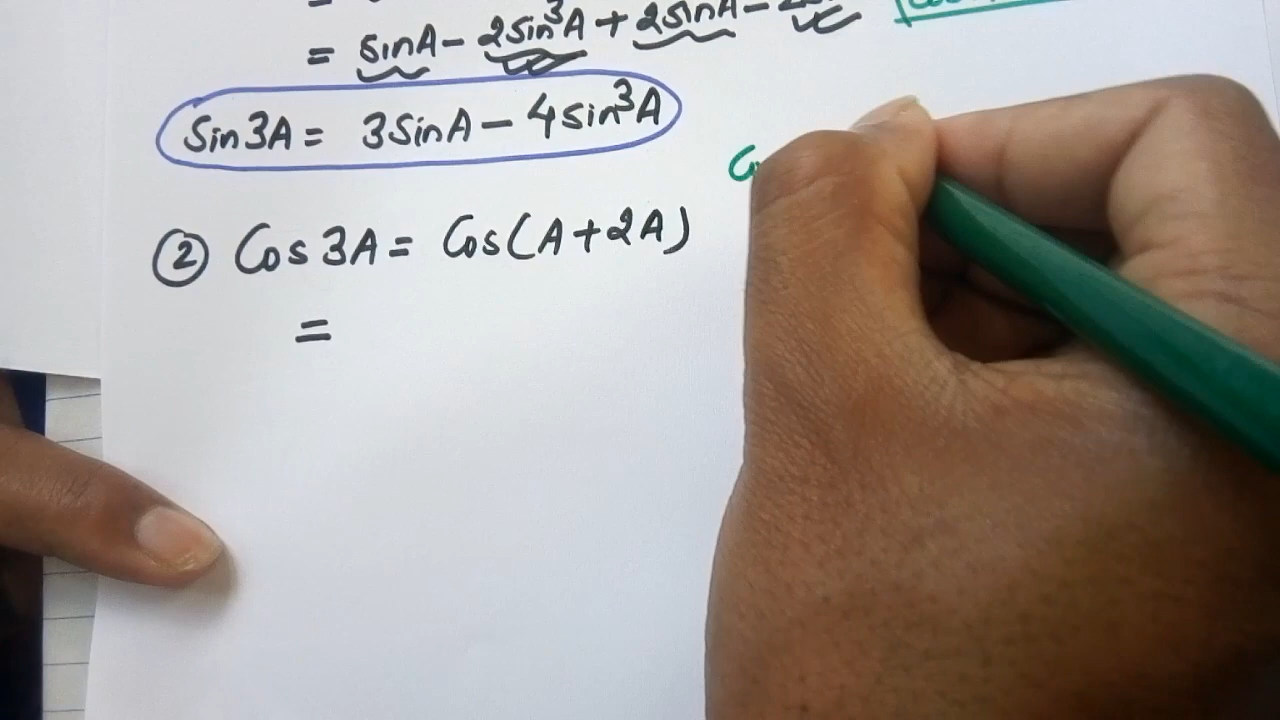 = sinA - 2sin³A + 2sinA -
Sin3A = 3sinA - 4sin³A
② Cos3A = Cos(A+2A)
=